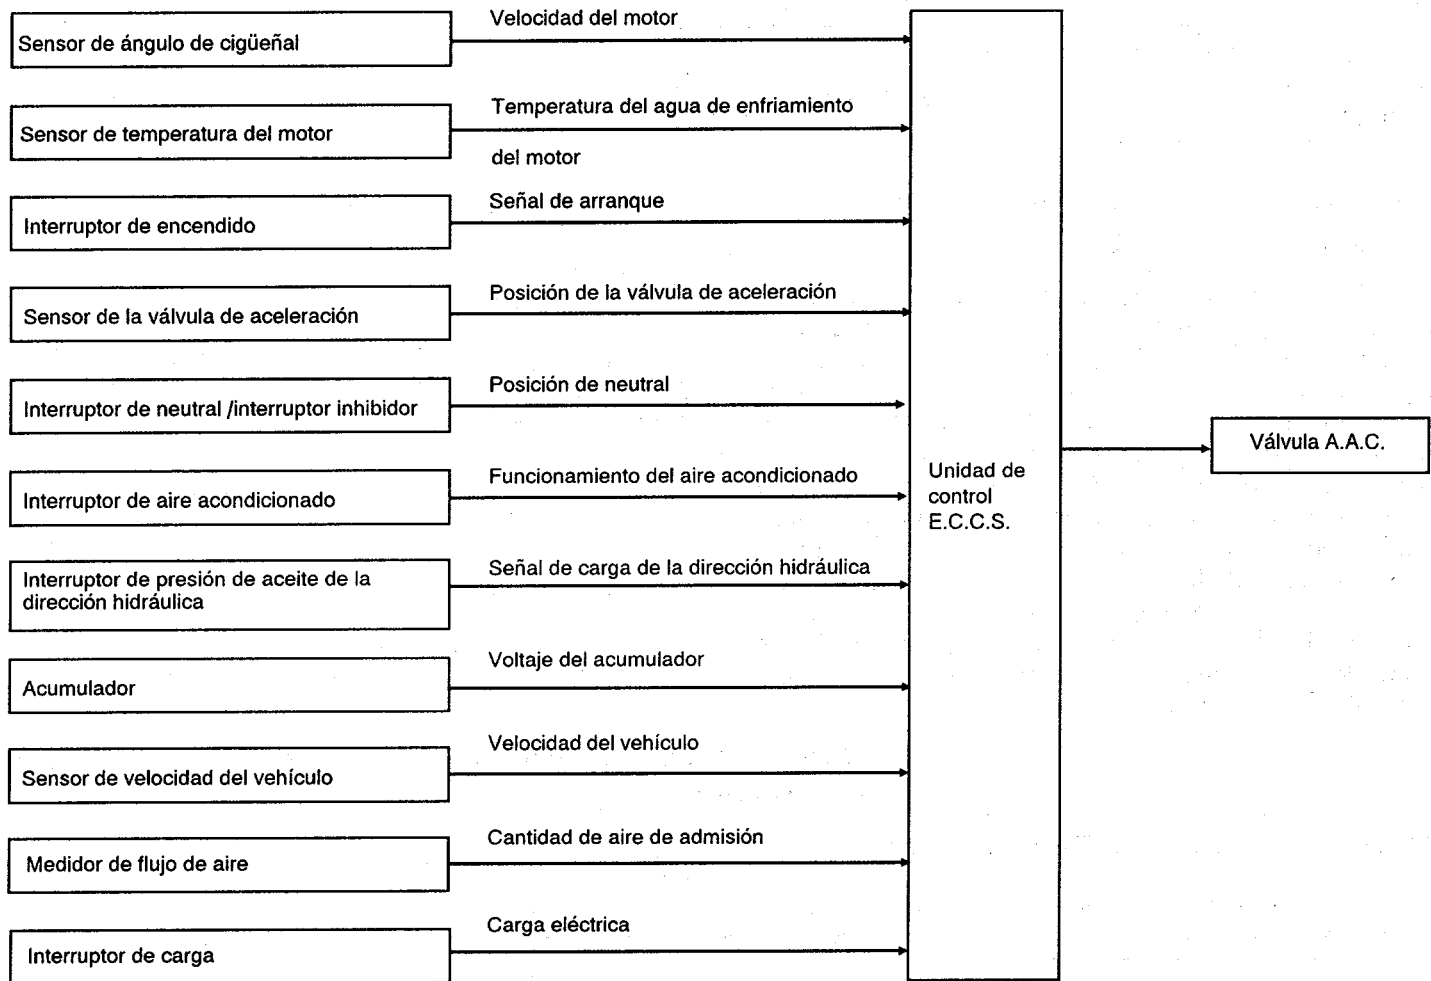 Velocidad del motor
Sensor de ángulo de cigüeñal
Temperatura del agua de enfriamiento
Sensor de temperatura del motor
del motor
Señal de arranque
Interruptor de encendido
Posición de la válvula de aceleración
Sensor de la válvula de aceleración
Posición de neutral
Interruptor de neutral /interruptor inhibidor
Válvula A.A.C.
Funcionamiento del aire acondicionado
Interruptor de aire acondicionado
Unidad de
control
E.C.C.S.
Señal de carga de la dirección hidráulica
Interruptor de presión de aceite de la
dirección hidráulica
Voltaje del acumulador
Acumulador
Velocidad del vehículo
Sensor de velocidad del vehículo
Cantidad de aire de admisión
Medidor de flujo de aire
Carga eléctrica
Interruptor de carga